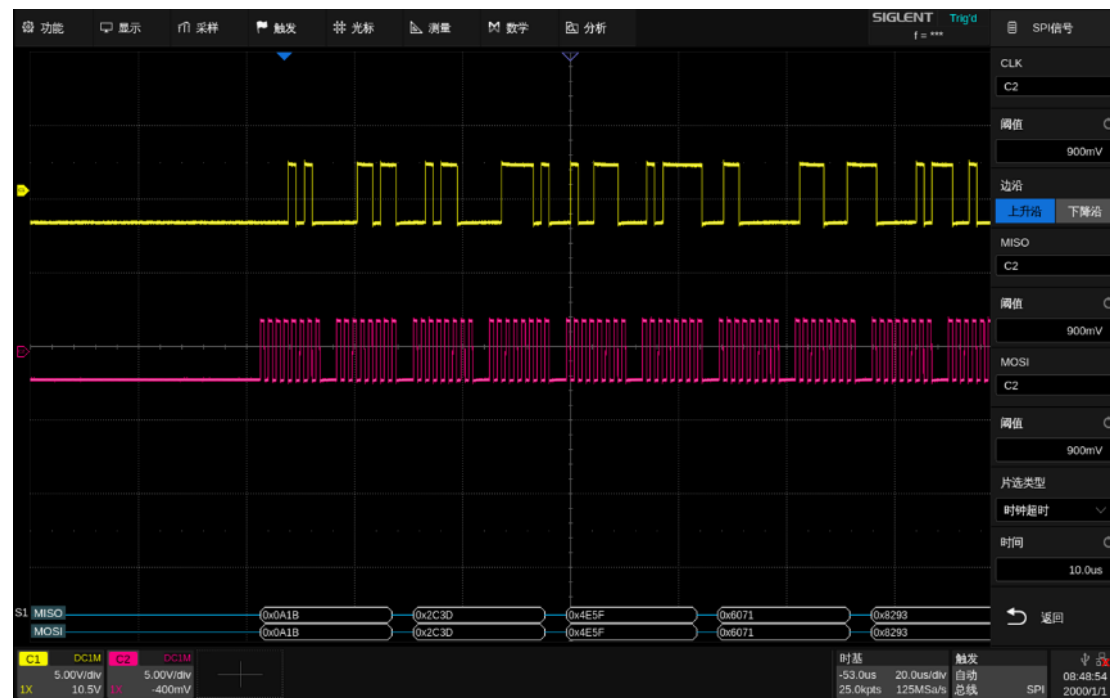 功能 显示 采样 触发 光标 测量 数学 分析 SIGLENT Trig'd
f = ***
SPI信号
CLK
C2
阈值
900mV
边沿
上升沿 下降沿
MISO
C2
阈值
900mV
MOSI
C2
阈值
900mV
片选类型
时钟超时
时间
10.0us
返回
S1 MISO 0x0A1B 0x2C3D 0x4E5F 0x6071 0x8293
MOSI 0x0A1B 0x2C3D 0x4E5F 0x6071 0x8293
C1 DC1M C2 DC1M 时基 触发
5.00V/div 5.00V/div -53.0us 20.0us/div 自动 08:48:54
1X 10.5V 1X -400mV 25.0kpts 125MSa/s 总线 SPI 2000/1/1